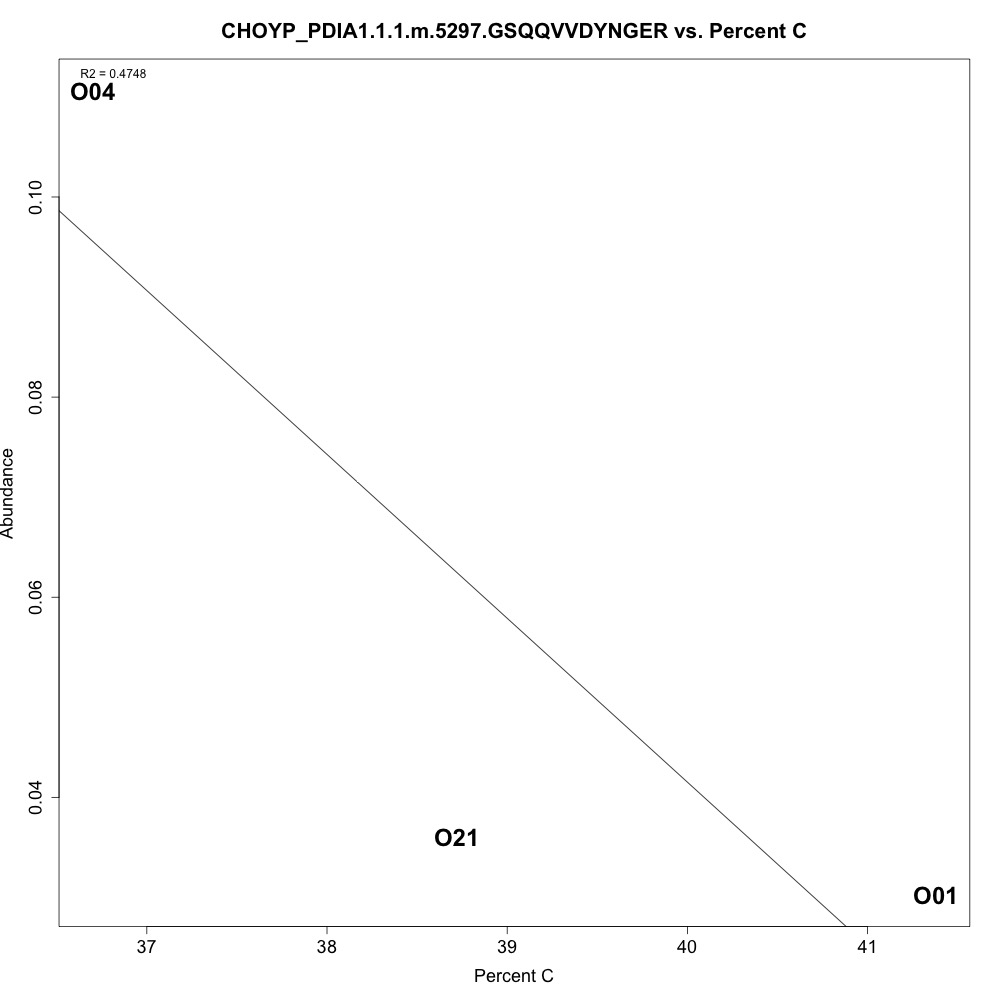 CHOYP_PDIA1.1.1.m.5297.GSQQVVDYNGER vs. Percent C
R2 = 0.4748
O04
0.10
0.08
Abundance
0.06
0.04
O21
O01
37 38 39 40 41
Percent C